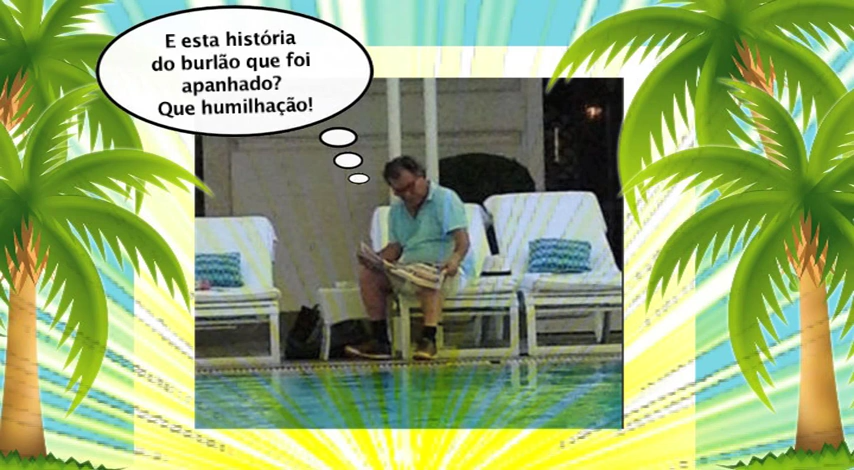 E esta história
do burlão que foi
apanhado?
Que humilhação!